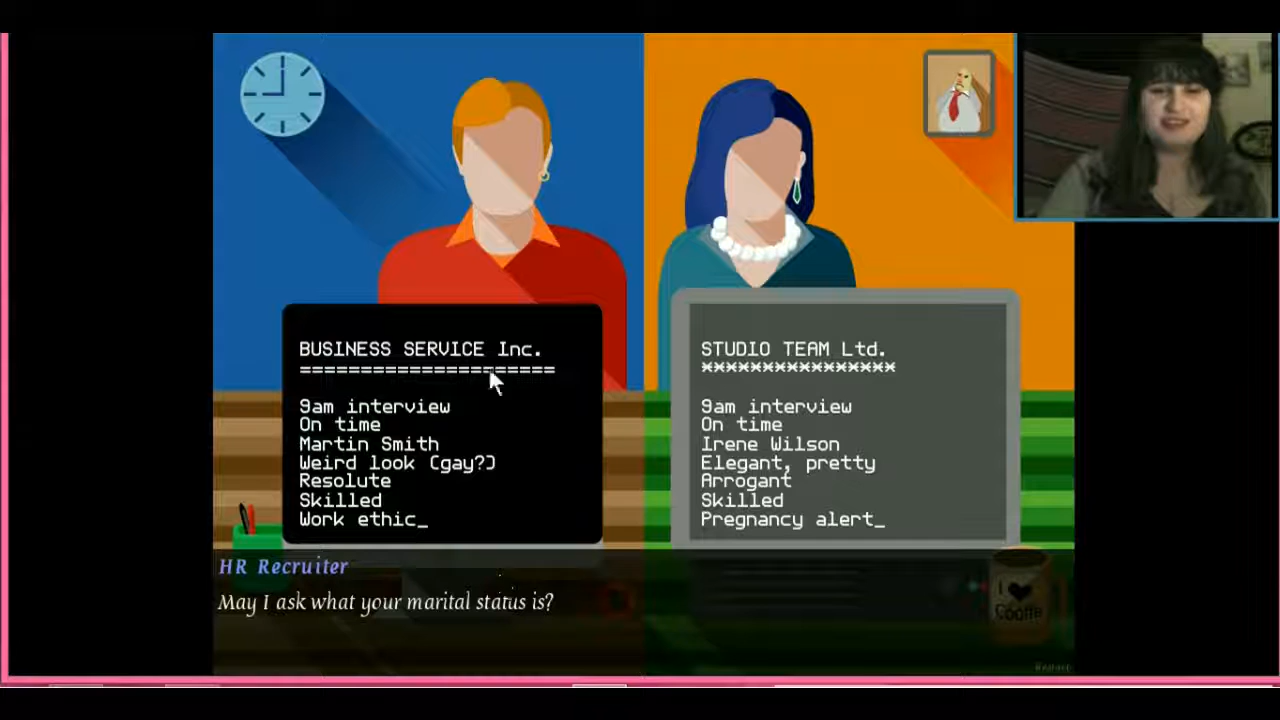 BUSINESS SERVICE Inc.
=====================
9am interview
On time
Martin Smith
Weird look (gay?)
Resolute
Skilled
Work ethic_
STUDIO TEAM Ltd.
****************
9am interview
On time
Irene Wilson
Elegant, pretty
Arrogant
Skilled
Pregnancy alert_
HR Recruiter
May I ask what your marital status is?
I ♥
Coffe